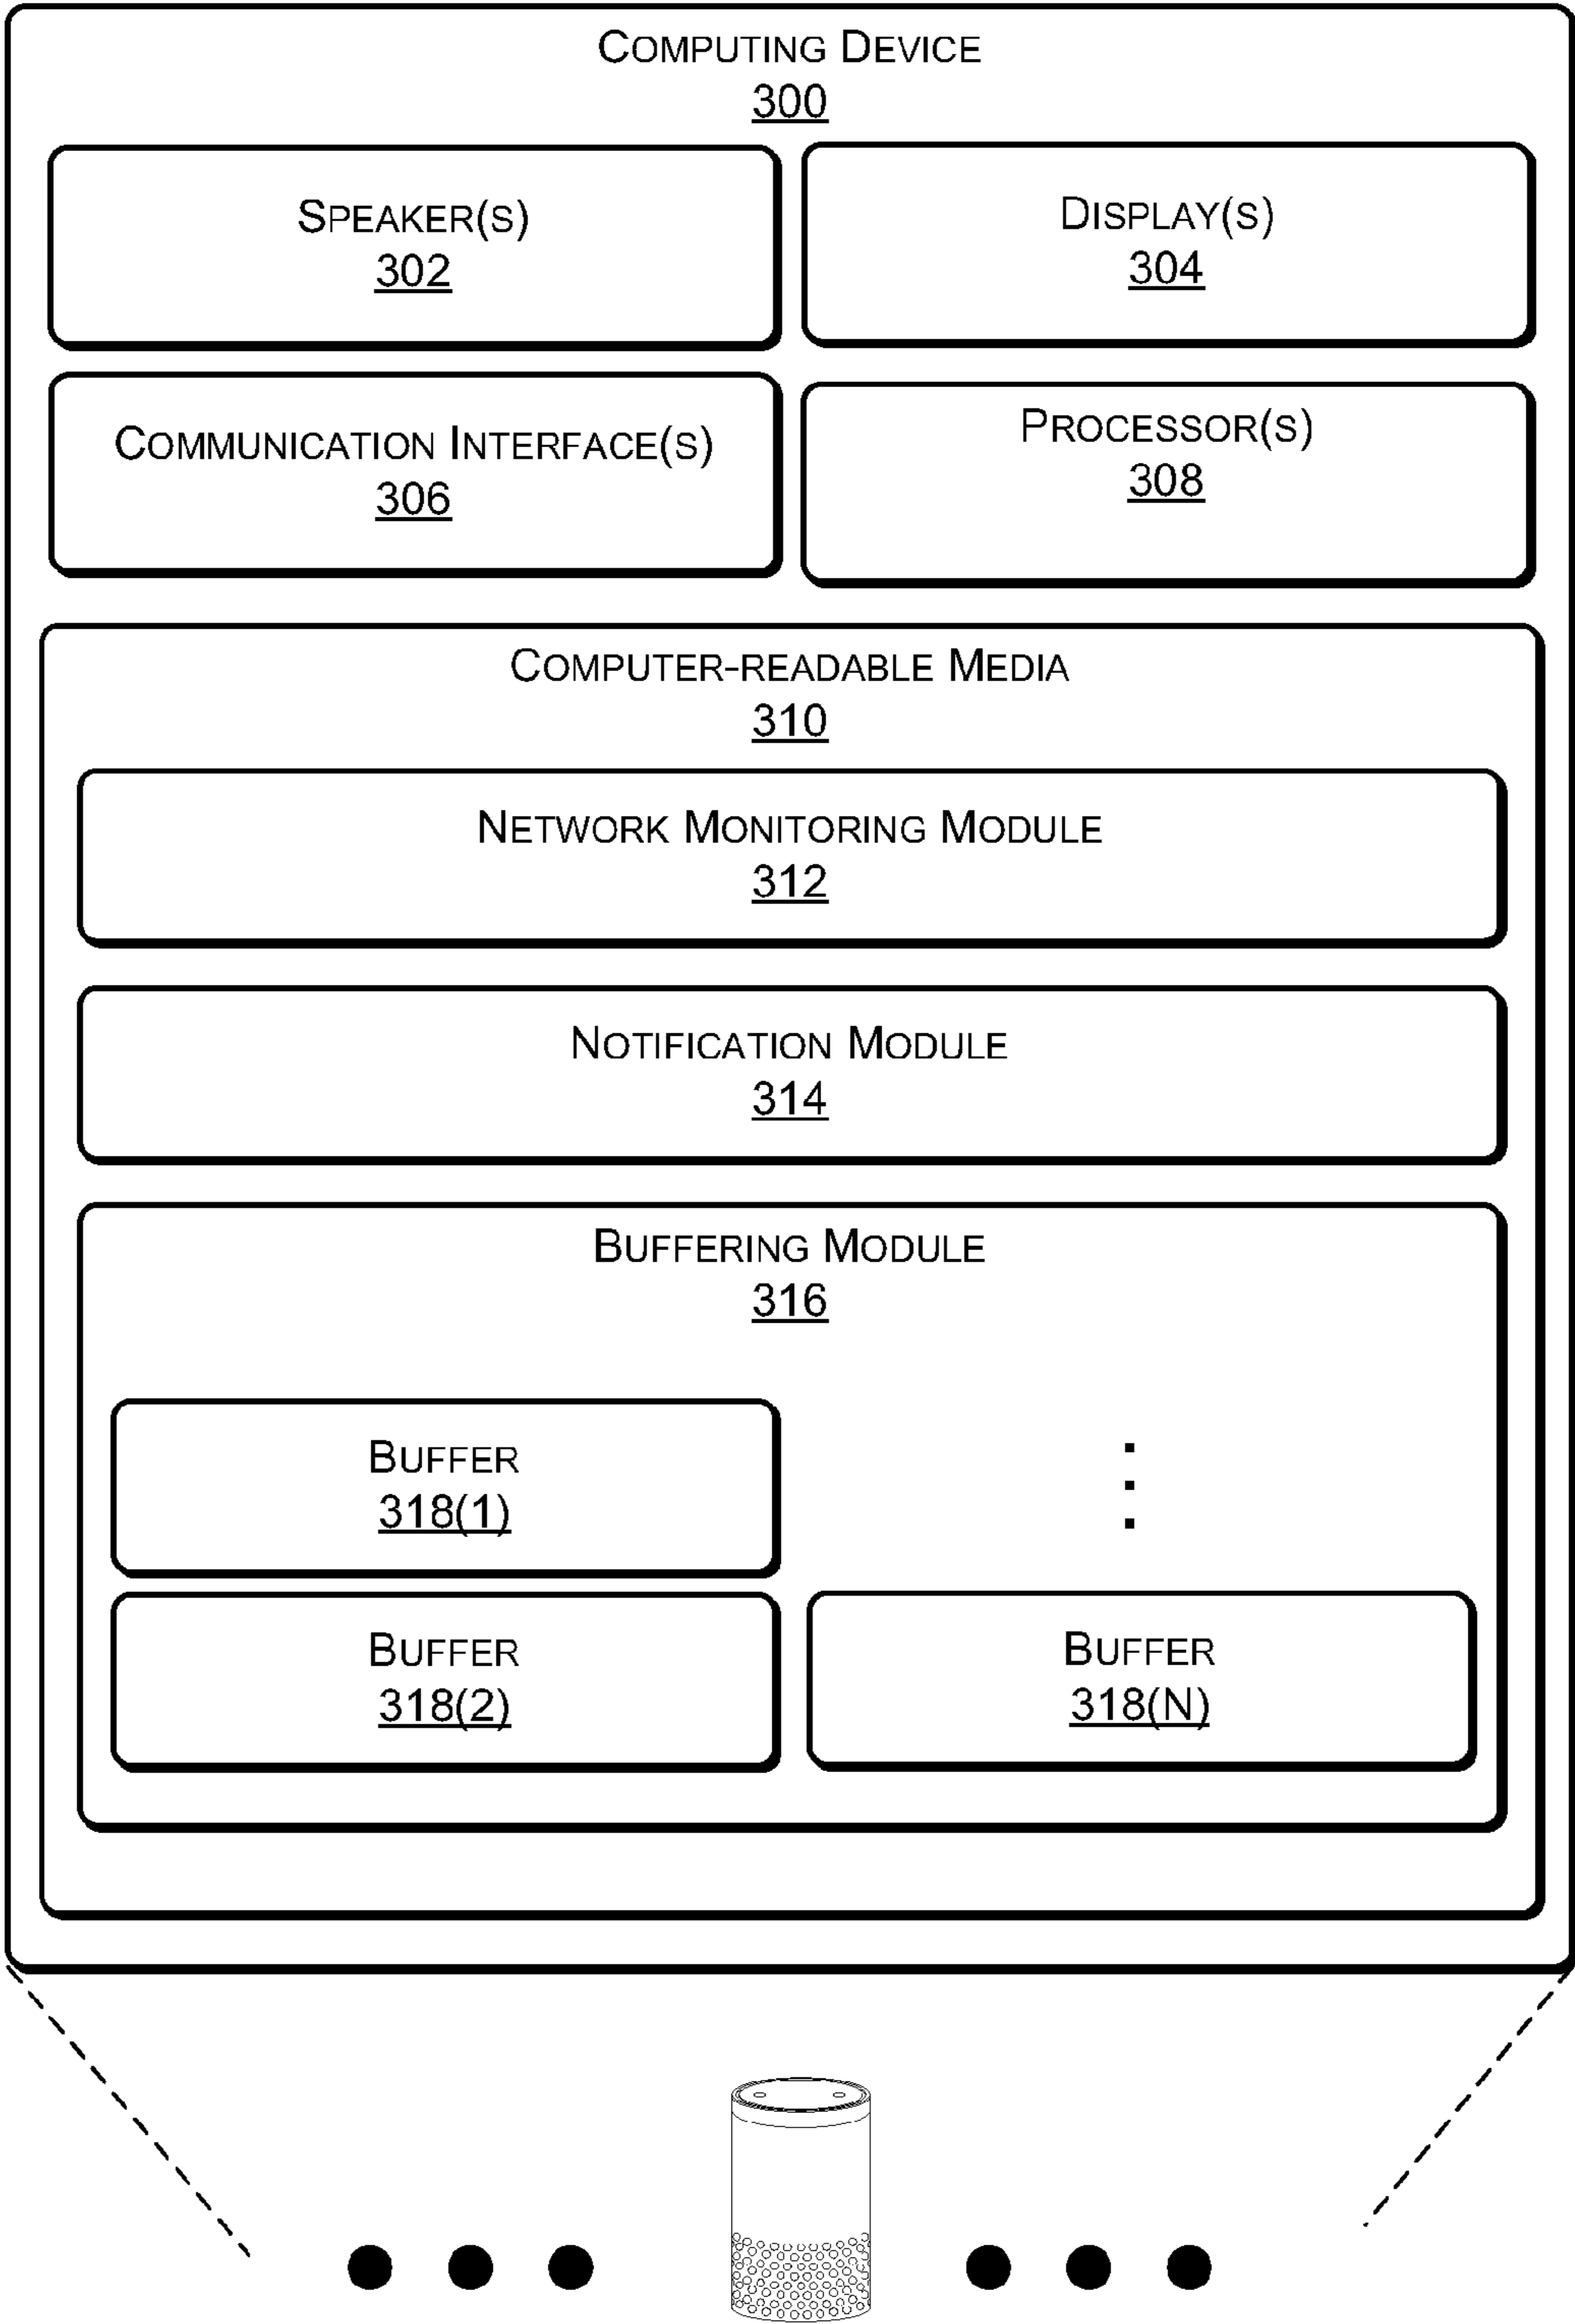 COMPUTING DEVICE
300
SPEAKER(S)
302
DISPLAY(S)
304
COMMUNICATION INTERFACE(S)
306
PROCESSOR(S)
308
COMPUTER-READABLE MEDIA
310
NETWORK MONITORING MODULE
312
NOTIFICATION MODULE
314
BUFFERING MODULE
316
BUFFER
318(1)
BUFFER
318(2)
BUFFER
318(N)